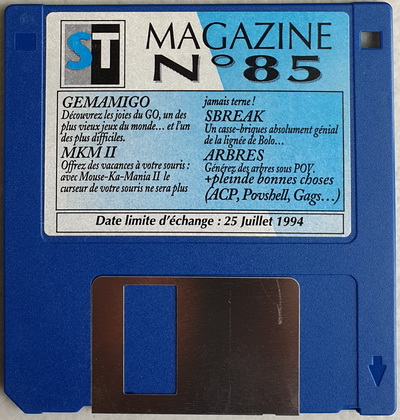 ST MAGAZINE
N°85
GEMAMIGO
Découvrez les joies du GO, un des
plus vieux jeux du monde... et l'un
des plus difficiles.
MKM II
Offrez des vacances à votre souris :
avec Mouse-Ka-Mania II le
curseur de votre souris ne sera plus
jamais terne !
SBREAK
Un casse-briques absolument génial
de la lignée de Bolo...
ARBRES
Générez des arbres sous POV.
+pleinde bonnes choses
(ACP, Povshell, Gags...)
Date limite d'échange : 25 Juillet 1994